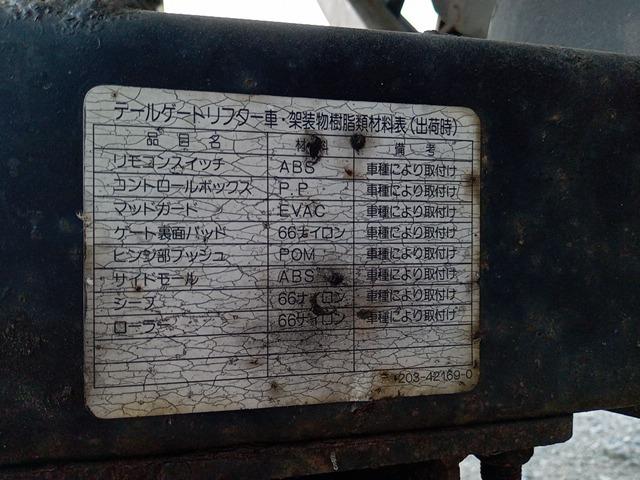 テールゲートリフター車・架装物樹脂類材料表(出荷時)
品目名 材料 備考
リモコンスイッチ ABS 車種により取付け
コントロールボックス P.P 車種により取付け
マッドガード EVAC 車種により取付け
ゲート裏面パッド 66ナイロン 車種により取付け
ヒンジ部ブッシュ POM 車種により取付け
サイドモール ABS 車種により取付け
シーブ 66ナイロン 車種により取付け
ローラー 66ナイロン 車種により取付け
203-42169-0